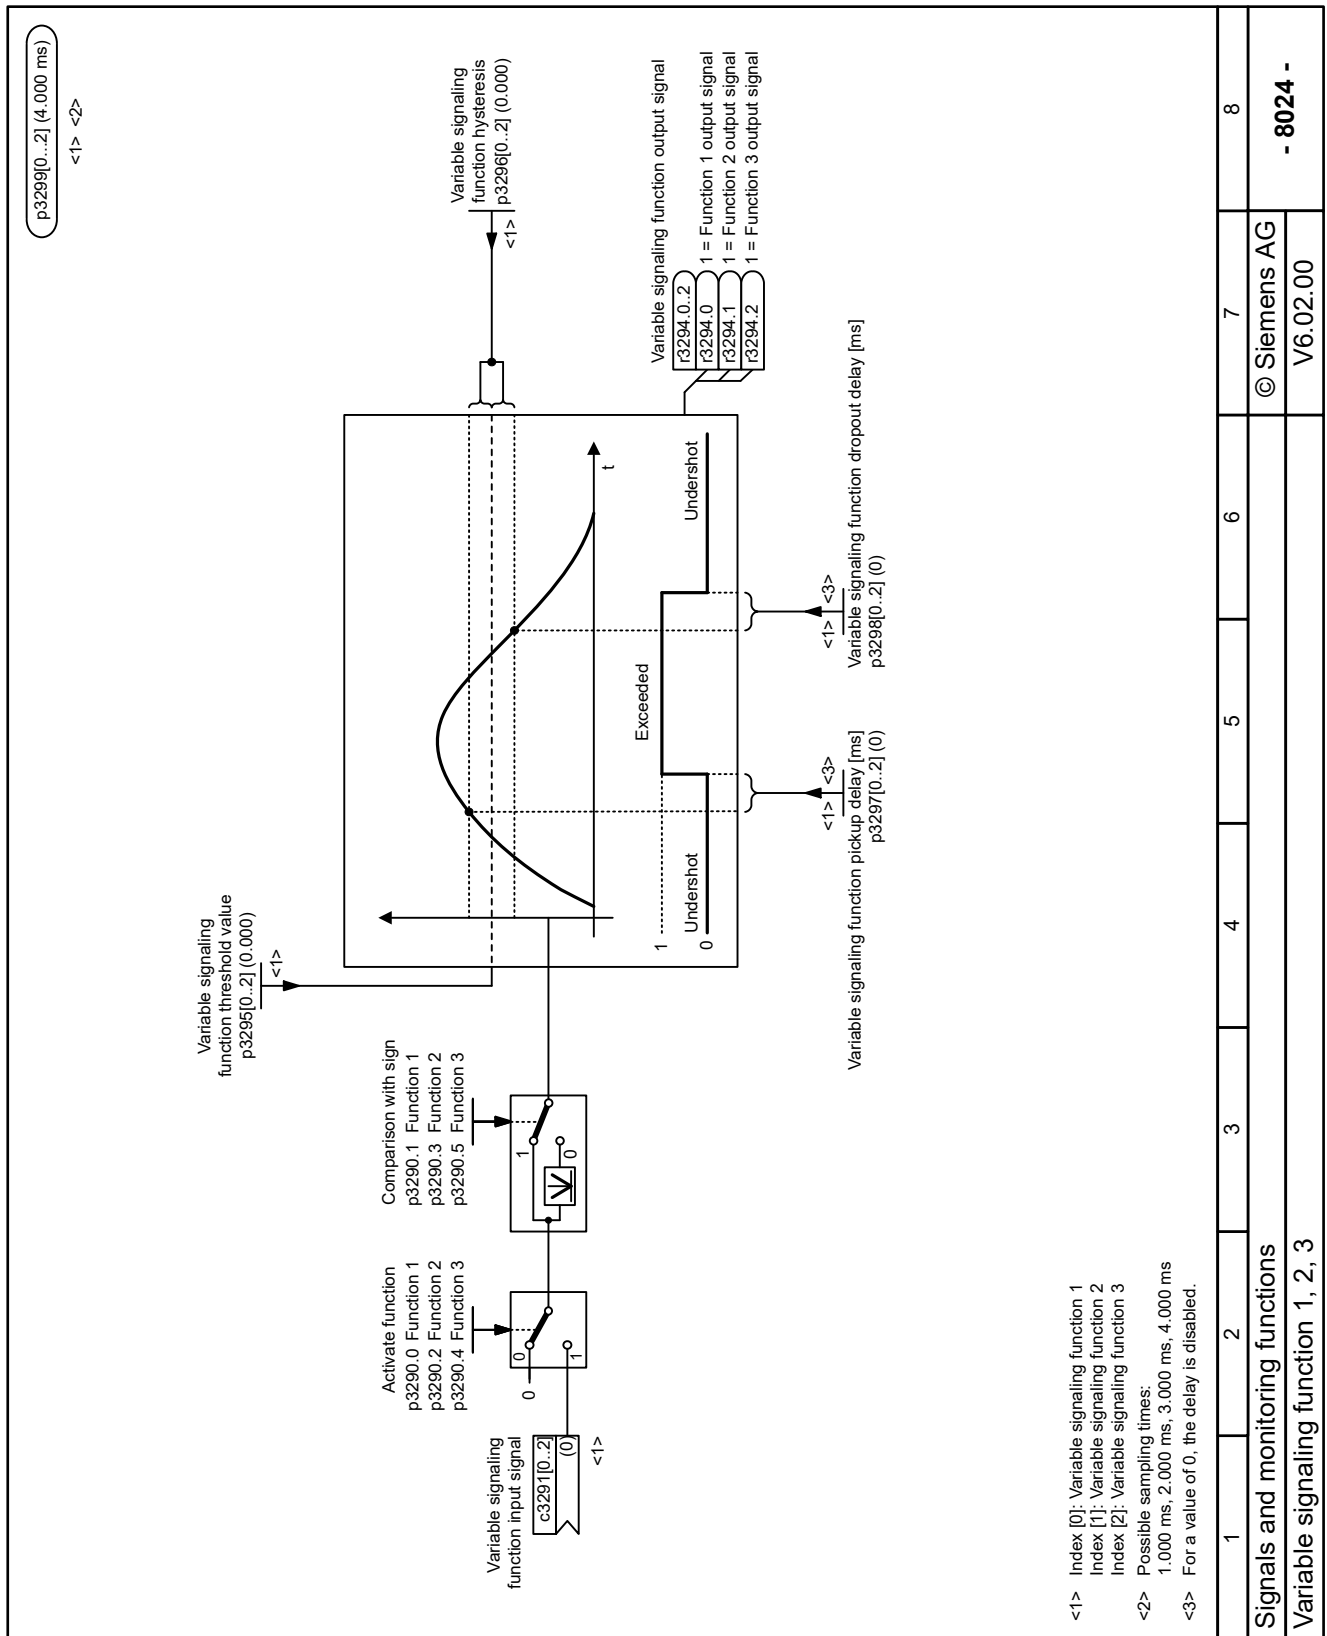 p3299[0...2] (4.000 ms)
<1> <2>
Variable signaling
function threshold value
p3295[0..2] (0.000)
<1>
Variable signaling
function hysteresis
p3296[0..2] (0.000)
<1>
Activate function
p3290.0 Function 1
p3290.2 Function 2
p3290.4 Function 3
Comparison with sign
p3290.1 Function 1
p3290.3 Function 2
p3290.5 Function 3
Variable signaling
function input signal
c3291[0..2]
(0)
<1>
0
0
1
1
0
t
1
0
Undershot
Exceeded
Undershot
Variable signaling function output signal
r3294.0..2
r3294.0 1 = Function 1 output signal
r3294.1 1 = Function 2 output signal
r3294.2 1 = Function 3 output signal
<1> <3>
Variable signaling function pickup delay [ms]
p3297[0..2] (0)
<1> <3>
Variable signaling function dropout delay [ms]
p3298[0..2] (0)
<1> Index [0]: Variable signaling function 1
Index [1]: Variable signaling function 2
Index [2]: Variable signaling function 3
<2> Possible sampling times:
1.000 ms, 2.000 ms, 3.000 ms, 4.000 ms
<3> For a value of 0, the delay is disabled.
1 2 3 4 5 6 7 8
Signals and monitoring functions
Variable signaling function 1, 2, 3
© Siemens AG
V6.02.00
- 8024 -